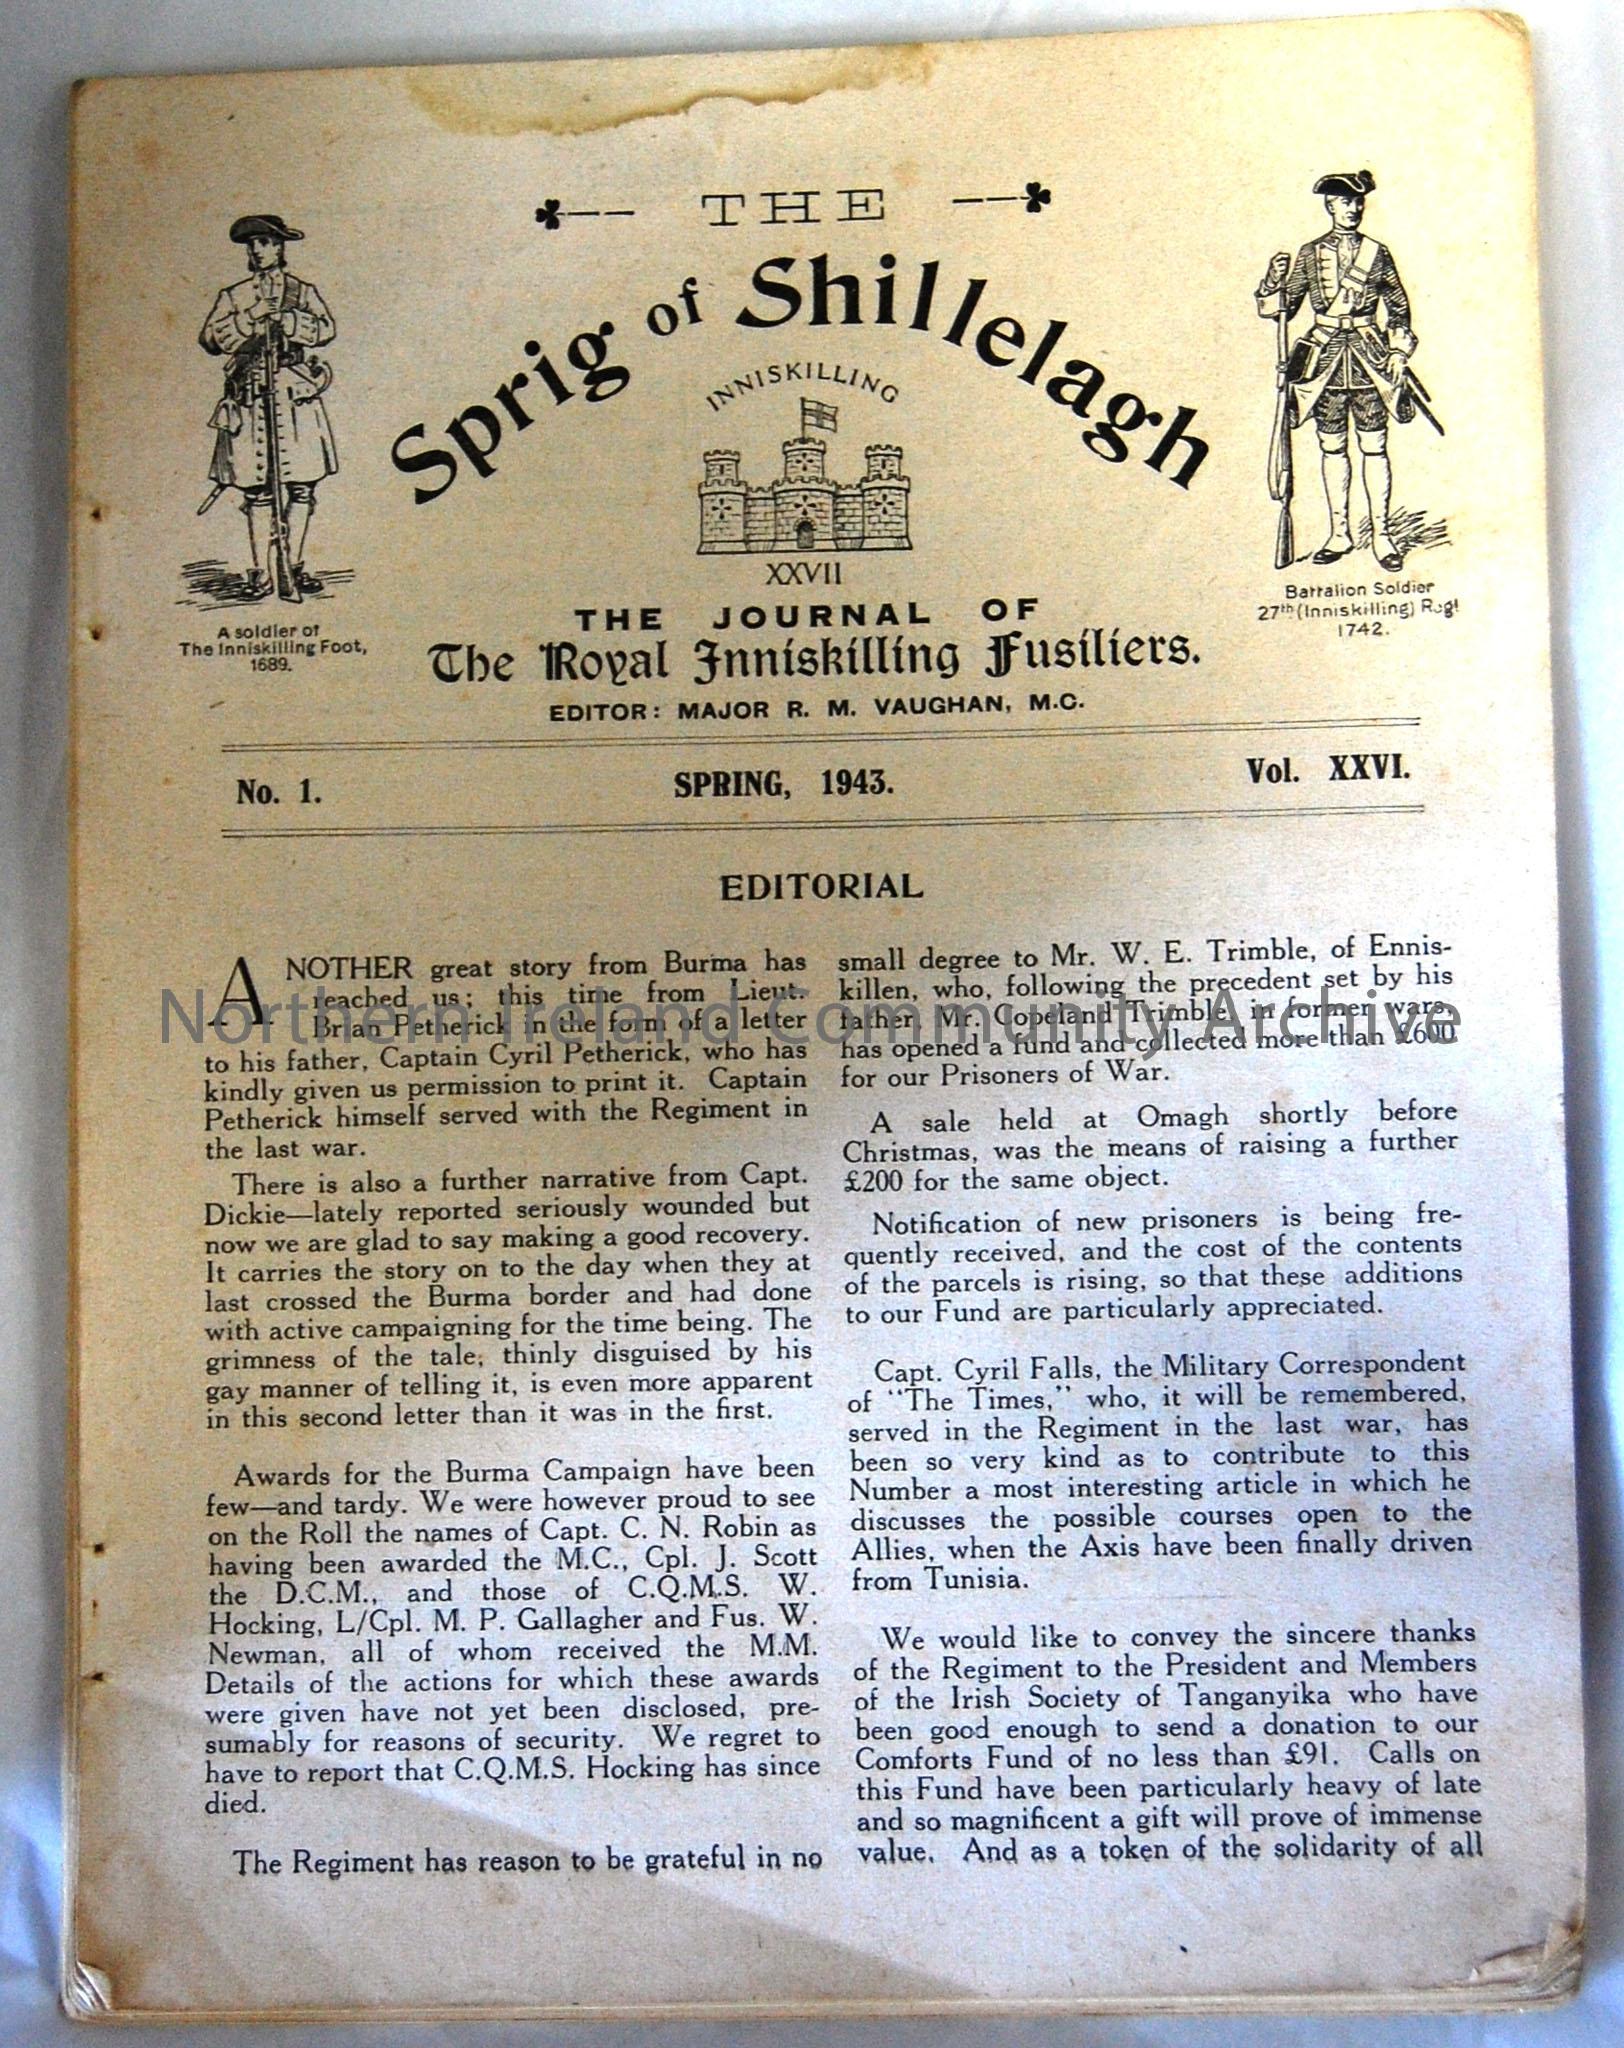 THE
Sprig of Shillelagh
INNISKILLING
XXVII
A soldier of
The Inniskilling Foot,
1689.
Battalion Soldier
27th (Inniskilling) Regt
1742.
THE JOURNAL OF
The Royal Inniskilling Fusiliers.
EDITOR: MAJOR R. M. VAUGHAN, M.C.
No. 1. SPRING, 1943. Vol. XXVI.
EDITORIAL
ANOTHER great story from Burma has
reached us; this time from Lieut.
Brian Petherick in the form of a letter
to his father, Captain Cyril Petherick, who has
kindly given us permission to print it. Captain
Petherick himself served with the Regiment in
the last war.
There is also a further narrative from Capt.
Dickie—lately reported seriously wounded but
now we are glad to say making a good recovery.
It carries the story on to the day when they at
last crossed the Burma border and had done
with active campaigning for the time being. The
grimness of the tale, thinly disguised by his
gay manner of telling it, is even more apparent
in this second letter than it was in the first.
Awards for the Burma Campaign have been
few—and tardy. We were however proud to see
on the Roll the names of Capt. C. N. Robin as
having been awarded the M.C., Cpl. J. Scott
the D.C.M., and those of C.Q.M.S. W.
Hocking, L/Cpl. M. P. Gallagher and Fus. W.
Newman, all of whom received the M.M.
Details of the actions for which these awards
were given have not yet been disclosed, pre-
sumably for reasons of security. We regret to
have to report that C.Q.M.S. Hocking has since
died.
The Regiment has reason to be grateful in no
small degree to Mr. W. E. Trimble, of Ennis-
killen, who, following the precedent set by his
father, Mr. Copeland Trimble, in former wars,
has opened a fund and collected more than £600
for our Prisoners of War.
A sale held at Omagh shortly before
Christmas, was the means of raising a further
£200 for the same object.
Notification of new prisoners is being fre-
quently received, and the cost of the contents
of the parcels is rising, so that these additions
to our Fund are particularly appreciated.
Capt. Cyril Falls, the Military Correspondent
of "The Times," who, it will be remembered,
served in the Regiment in the last war, has
been so very kind as to contribute to this
Number a most interesting article in which he
discusses the possible courses open to the
Allies, when the Axis have been finally driven
from Tunisia.
We would like to convey the sincere thanks
of the Regiment to the President and Members
of the Irish Society of Tanganyika who have
been good enough to send a donation to our
Comforts Fund of no less than £91. Calls on
this Fund have been particularly heavy of late
and so magnificent a gift will prove of immense
value. And as a token of the solidarity of all
Northern Ireland Community Archive